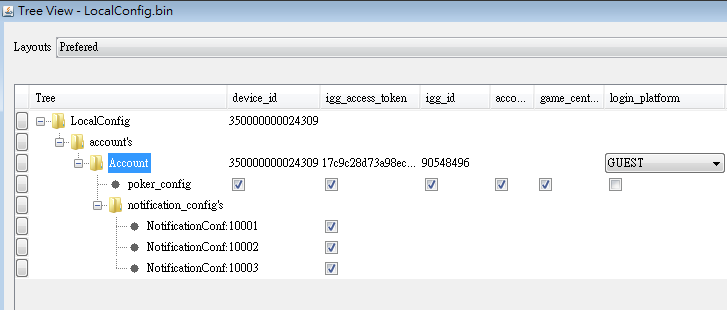 Tree View - LocalConfig.bin
Layouts Prefered
Tree device_id igg_access_token igg_id acco... game_cent... login_platform
LocalConfig 350000000024309
account's
Account 350000000024309 17c9c28d73a98ec... 90548496 GUEST
poker_config
notification_config's
NotificationConf:10001
NotificationConf:10002
NotificationConf:10003